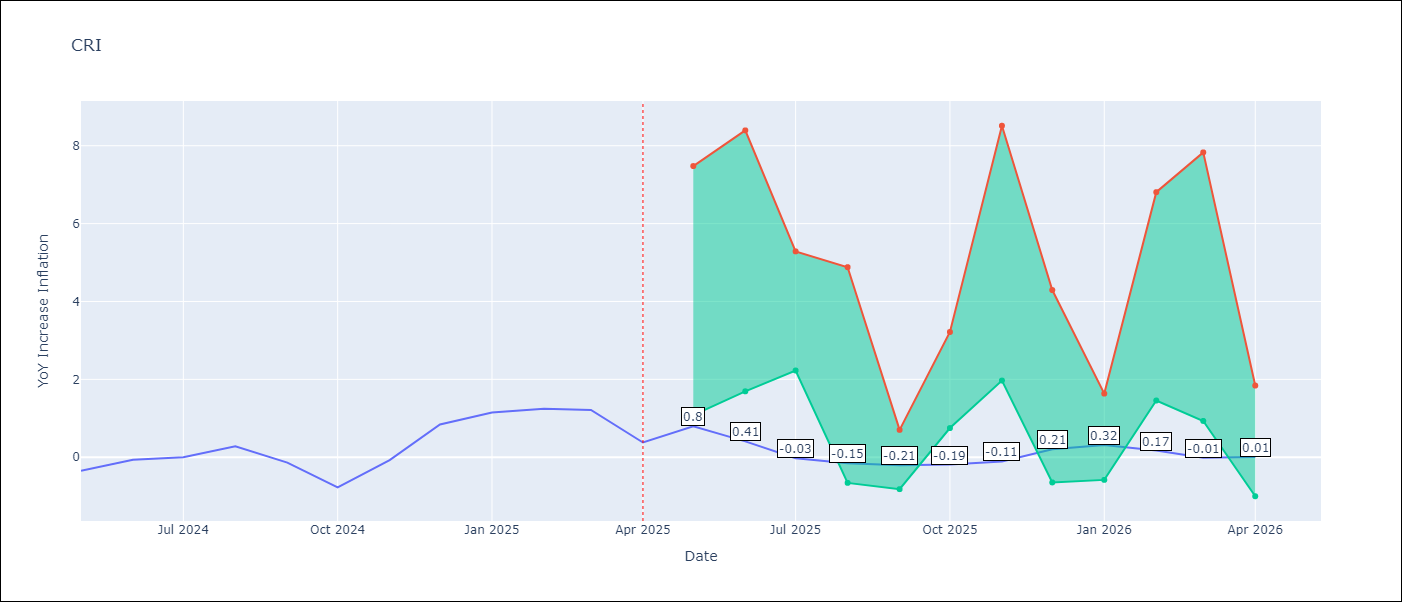 CRI
YoY Increase Inflation
8
6
4
2
0
0.8
0.41
-0.03
-0.15
-0.21
-0.19
-0.11
0.21
0.32
0.17
-0.01
0.01
Jul 2024
Oct 2024
Jan 2025
Apr 2025
Jul 2025
Oct 2025
Jan 2026
Apr 2026
Date